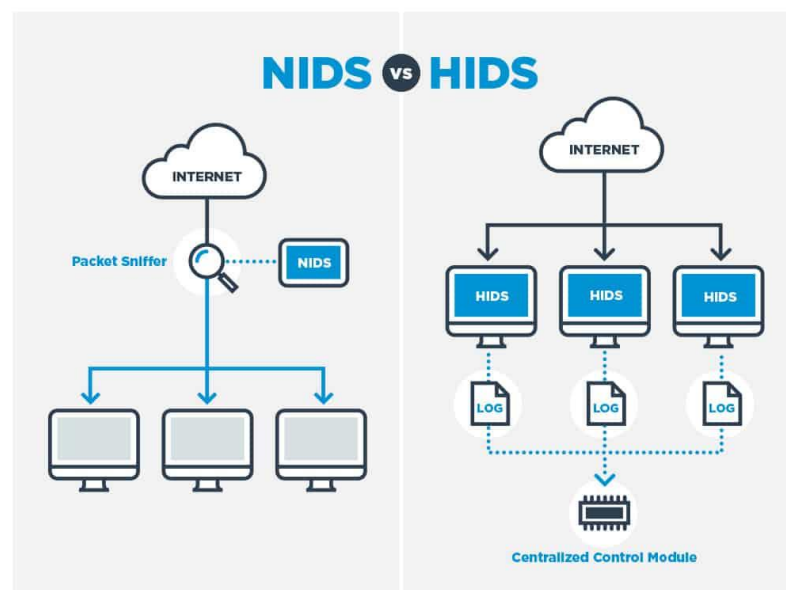 NIDS vs HIDS
INTERNET
Packet Sniffer
NIDS
INTERNET
HIDS
HIDS
HIDS
LOG
LOG
LOG
Centralized Control Module